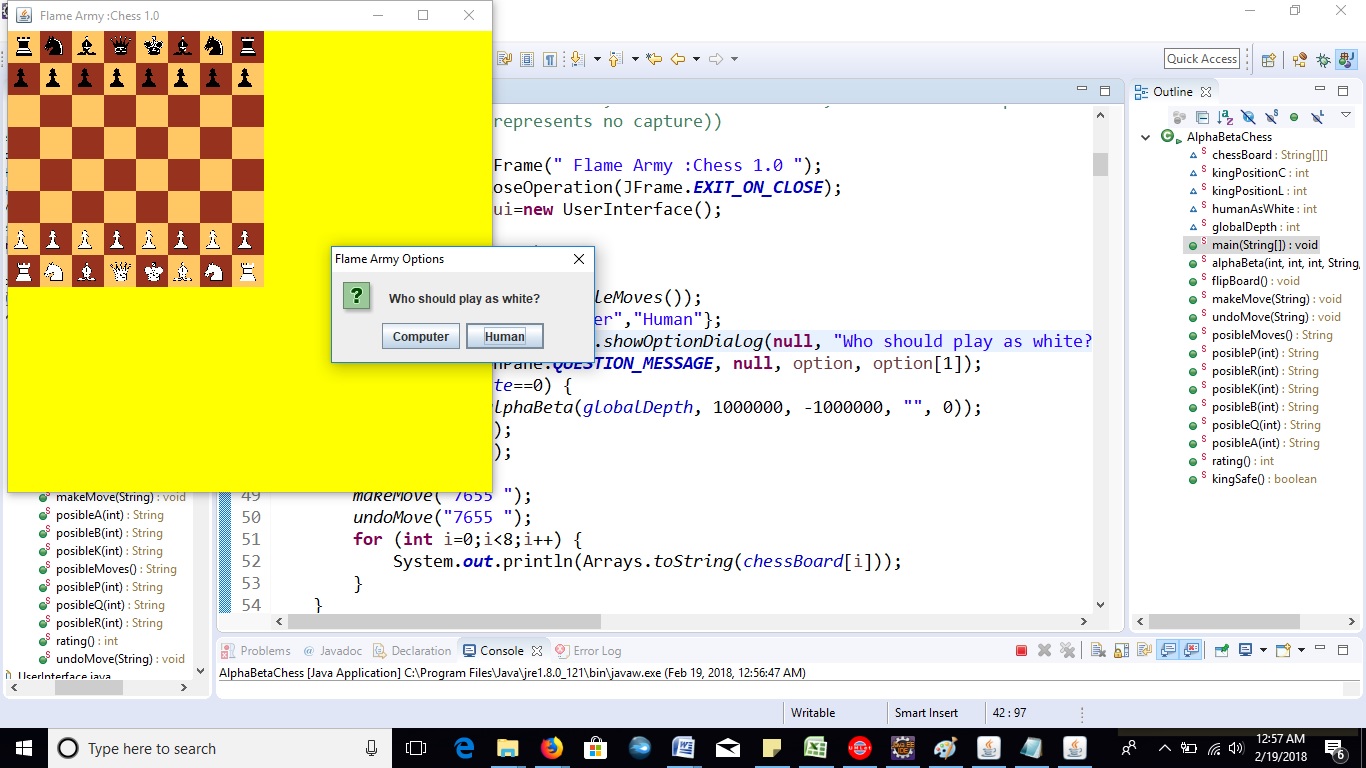 Flame Army :Chess 1.0
Quick Access
represents no capture))
Frame(" Flame Army :Chess 1.0 ");
oseOperation(JFrame.EXIT_ON_CLOSE);
ui=new UserInterface();
Flame Army Options
Who should play as white?
Computer
Human
leMoves());
er","Human"};
.showOptionDialog(null, "Who should play as white?
QUESTION_MESSAGE, null, option, option[1]);
te==0) {
lphaBeta(globalDepth, 1000000, -1000000, "", 0));
);
);
49 makeMove("7655 ");
50 undoMove("7655 ");
51 for (int i=0;i<8;i++) {
52 System.out.println(Arrays.toString(chessBoard[i]));
53 }
54 }
makeMove(String) : void
posibleA(int) : String
posibleB(int) : String
posibleK(int) : String
posibleMoves() : String
posibleP(int) : String
posibleQ(int) : String
posibleR(int) : String
rating() : int
undoMove(String) : void
UserInterface.java
Outline
AlphaBetaChess
chessBoard : String[][]
kingPositionC : int
kingPositionL : int
humanAsWhite : int
globalDepth : int
main(String[]) : void
alphaBeta(int, int, int, String,
flipBoard() : void
makeMove(String) : void
undoMove(String) : void
posibleMoves() : String
posibleP(int) : String
posibleR(int) : String
posibleK(int) : String
posibleB(int) : String
posibleQ(int) : String
posibleA(int) : String
rating() : int
kingSafe() : boolean
Problems @ Javadoc Declaration Console Error Log
AlphaBetaChess [Java Application] C:\Program Files\Java\jre1.8.0_121\bin\javaw.exe (Feb 19, 2018, 12:56:47 AM)
Writable Smart Insert 42 : 97
Type here to search
12:57 AM
2/19/2018
6